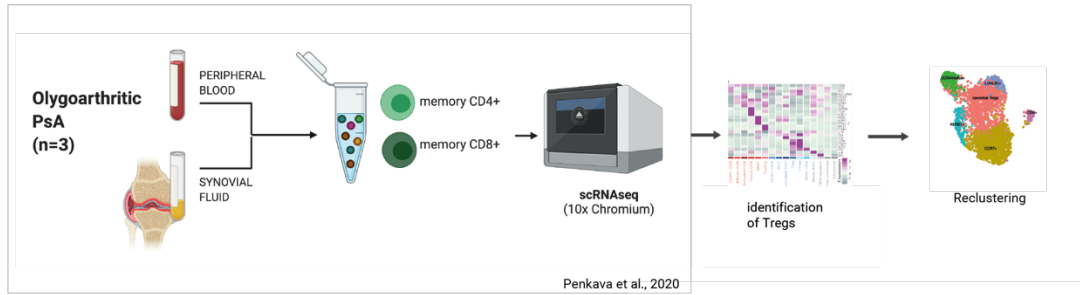 Olygoarthritic
PsA
(n=3)
PERIPHERAL
BLOOD
SYNOVIAL
FLUID
memory CD4+
memory CD8+
scRNAseq
(10x Chromium)
Penkava et al., 2020
identification
of Tregs
CCR7+
Reclustering